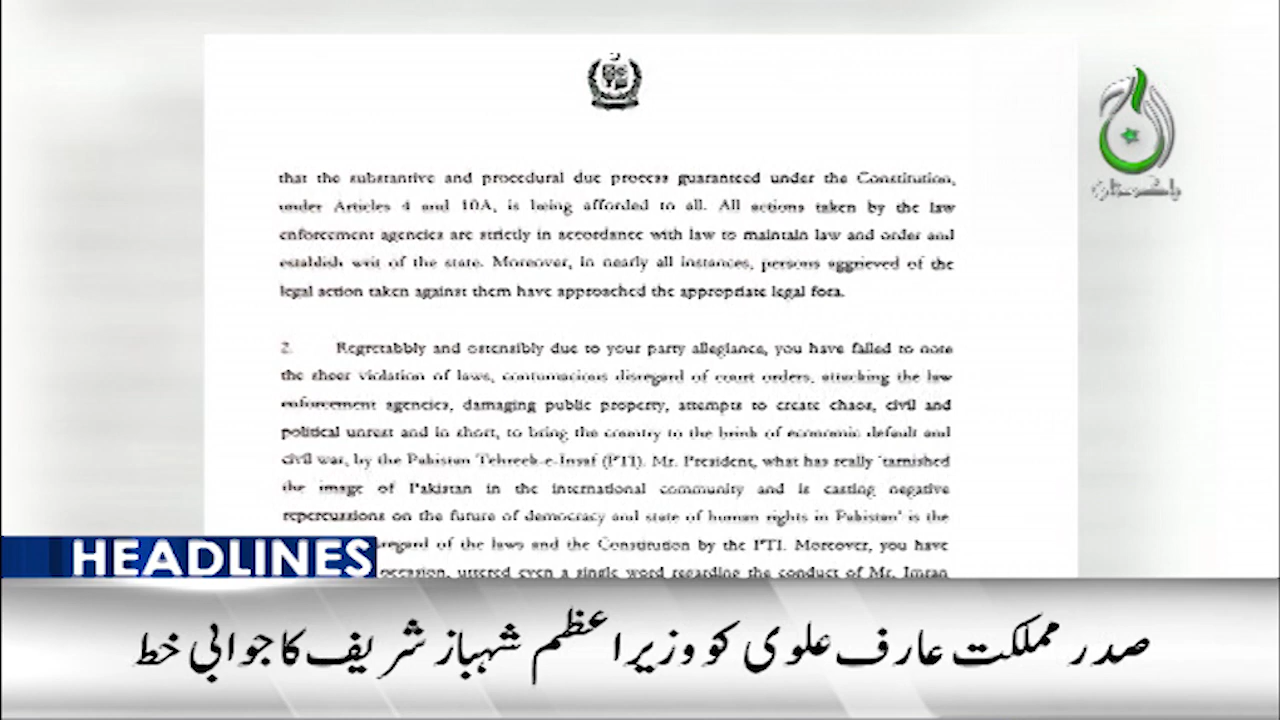 پاکستان
that the substantive and procedural due process guaranteed under the Constitution,
under Articles 4 and 10A, is being afforded to all. All actions taken by the law
enforcement agencies are strictly in accordance with law to maintain law and order and
establish writ of the state. Moreover, in nearly all instances, persons aggrieved of the
legal action taken against them have approached the appropriate legal fora.
2. Regretabbly and ostensibly due to your party allegiance, you have failed to note
the sheer violation of laws, contumacious disregard of court orders, attacking the law
enforcement agencies, damaging public property, attempts to create chaos, civil and
political unrest and in short, to bring the country to the brink of economic default and
civil war, by the Pakistan Tehreek-e-Insaf (PTI). Mr. President, what has really 'tarnished
the image of Pakistan in the international community and is casting negative
repercussions on the future of democracy and state of human rights in Pakistan' is the
regard of the laws and the Constitution by the PTI. Moreover, you have
occasion, uttered even a single word regarding the conduct of Mr. Imran
HEADLINES
صدر مملکت عارف علوی کو وزیراعظم شہباز شریف کا جوابی خط